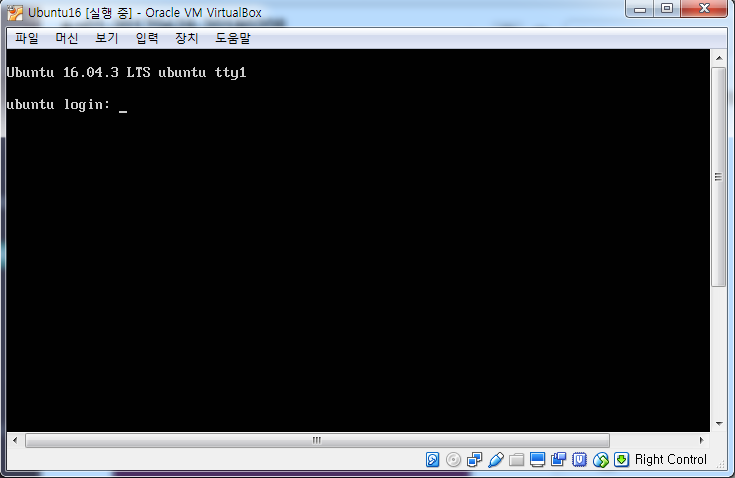 Ubuntu16 [실행 중] - Oracle VM VirtualBox
파일 머신 보기 입력 장치 도움말
Ubuntu 16.04.3 LTS ubuntu tty1
ubuntu login: _
Right Control